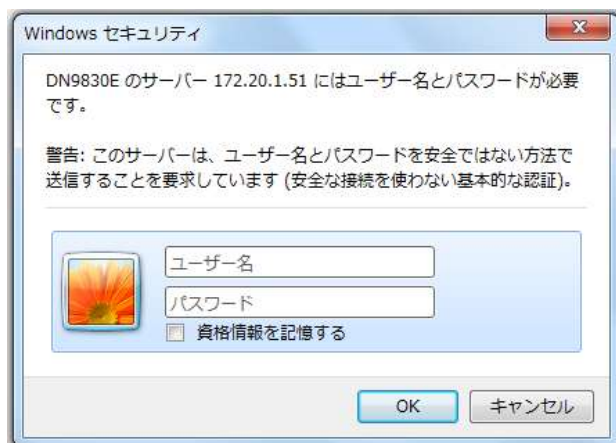 Windows セキュリティ
DN9830E のサーバー 172.20.1.51 にはユーザー名とパスワードが必要
です。
警告: このサーバーは、ユーザー名とパスワードを安全ではない方法で
送信することを要求しています (安全な接続を使わない基本的な認証)。
ユーザー名
パスワード
資格情報を記憶する
OK
キャンセル